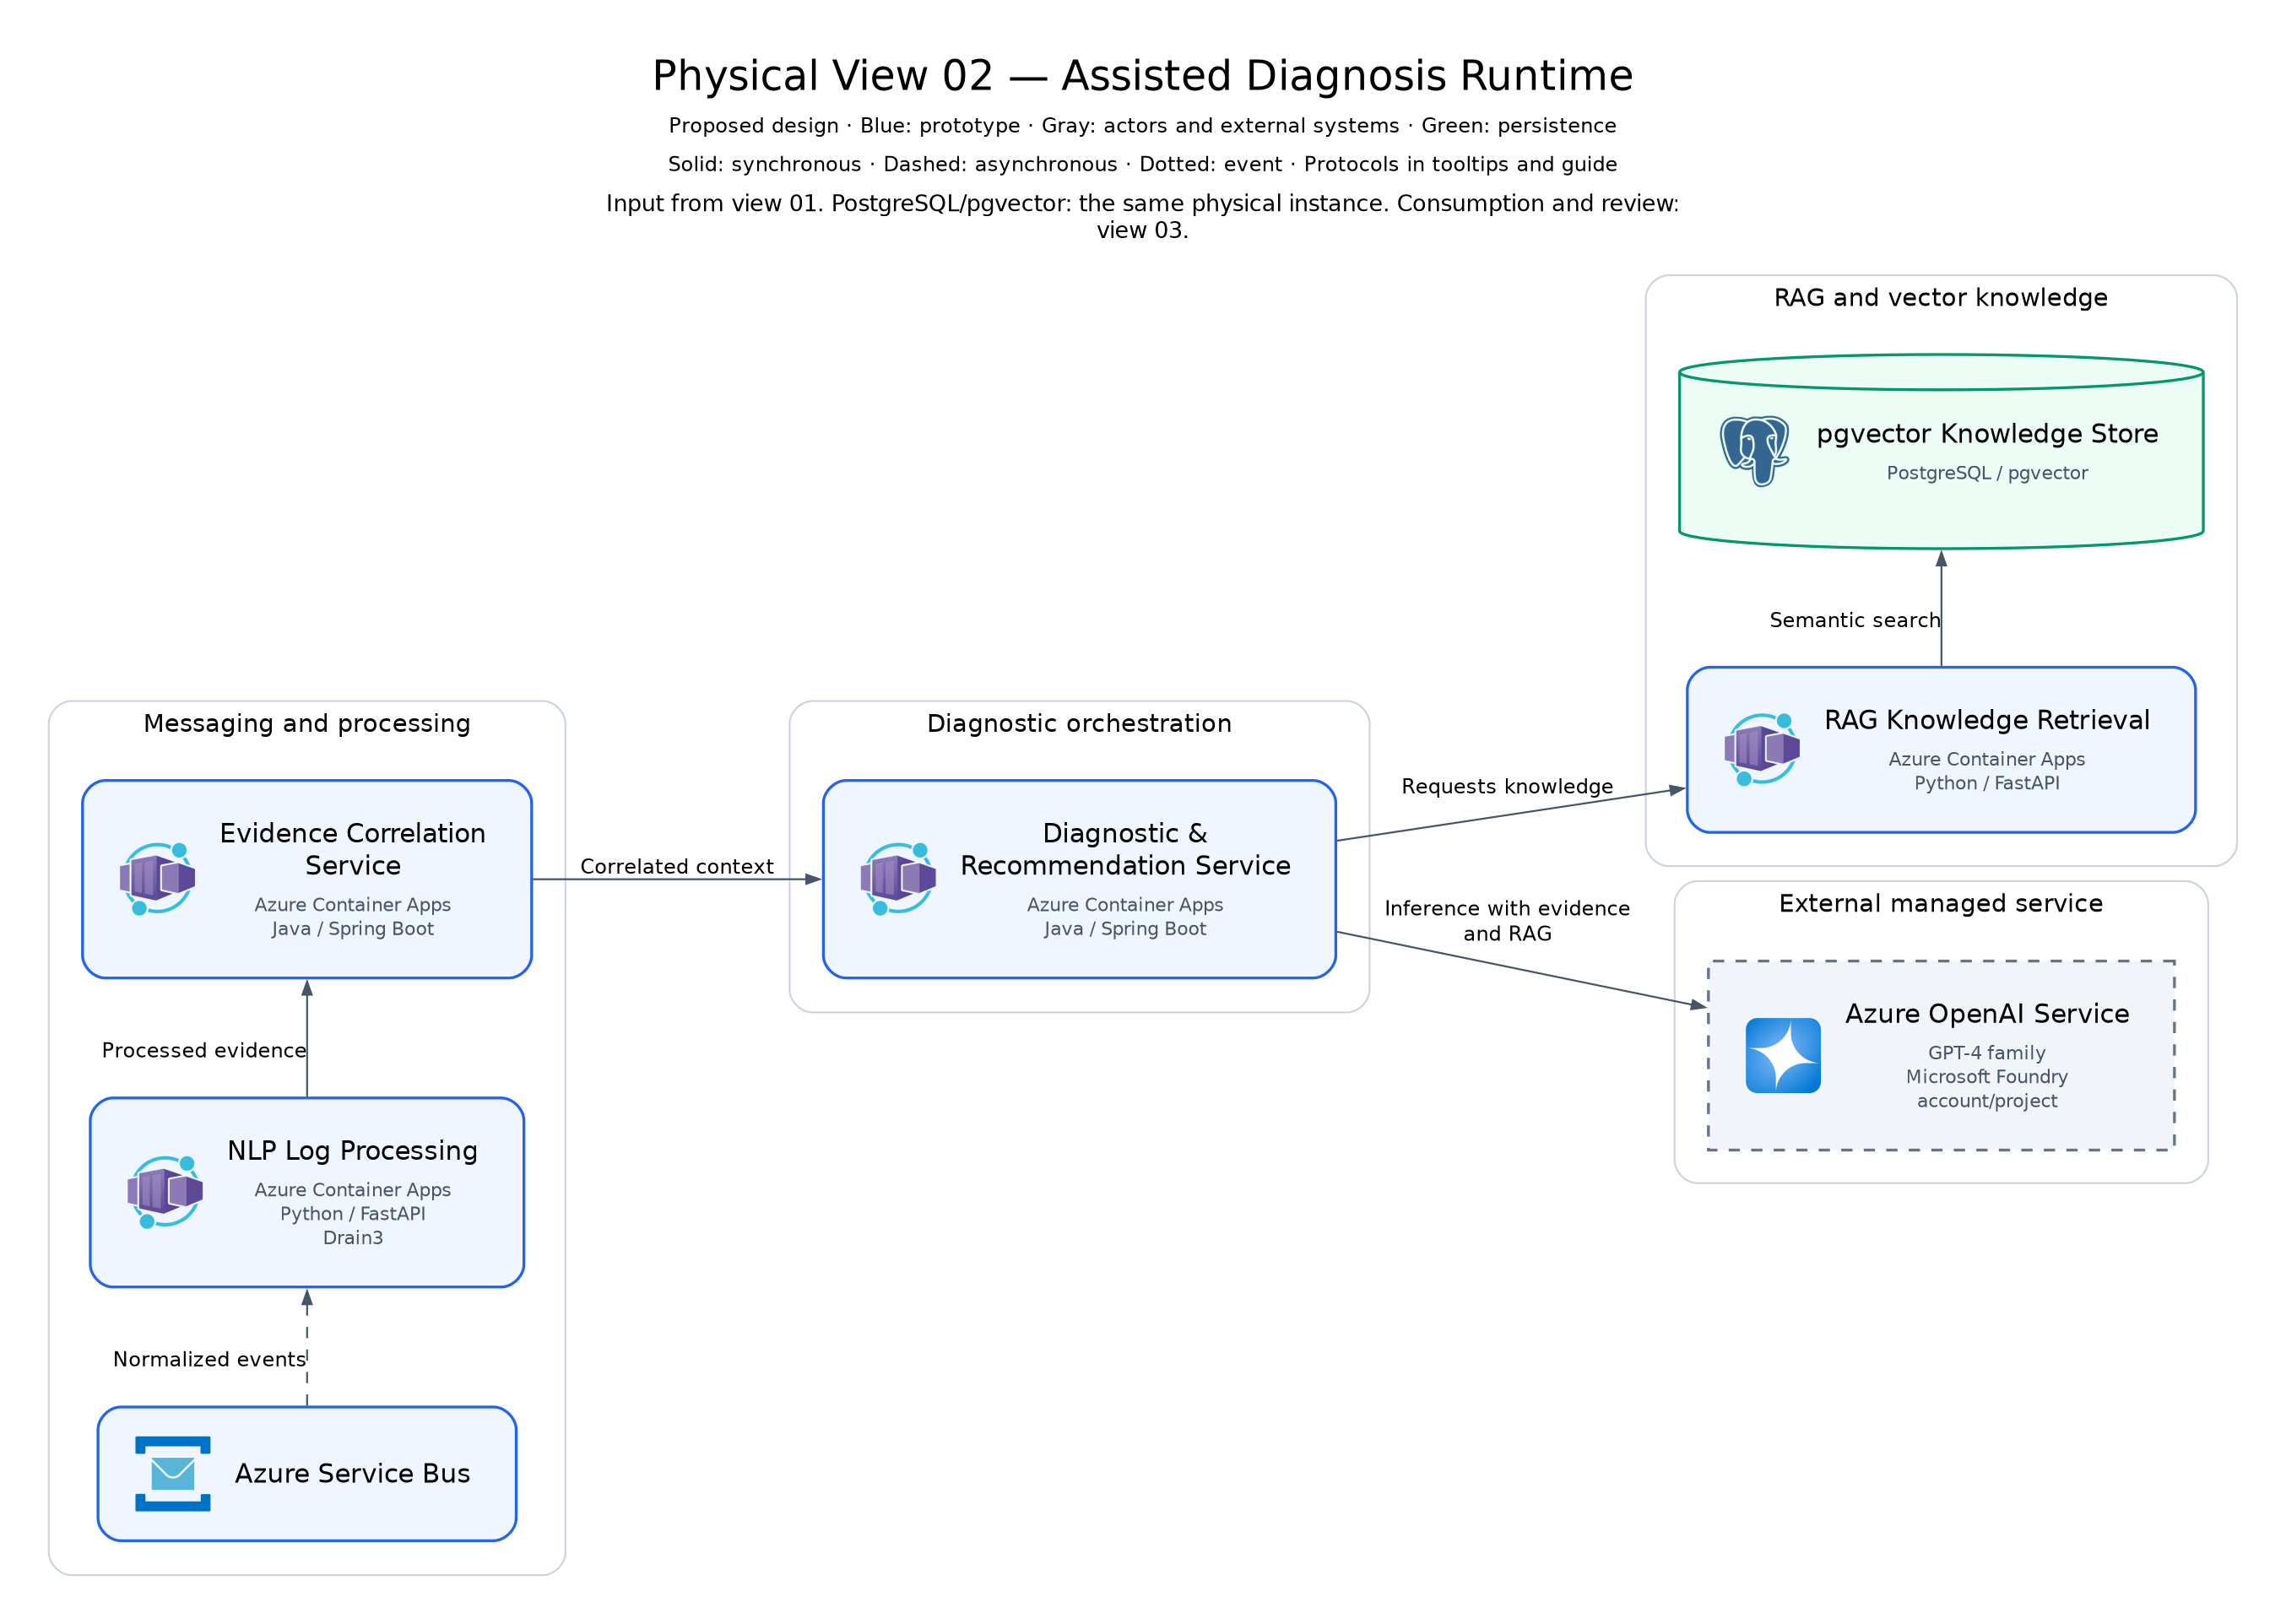 Physical View 02 — Assisted Diagnosis Runtime
Proposed design · Blue: prototype · Gray: actors and external systems · Green: persistence
Solid: synchronous · Dashed: asynchronous · Dotted: event · Protocols in tooltips and guide
Input from view 01. PostgreSQL/pgvector: the same physical instance. Consumption and review:
view 03.
RAG and vector knowledge
pgvector Knowledge Store
PostgreSQL / pgvector
Semantic search
RAG Knowledge Retrieval
Azure Container Apps
Python / FastAPI
Messaging and processing
Evidence Correlation
Service
Azure Container Apps
Java / Spring Boot
Correlated context
Diagnostic orchestration
Diagnostic &
Recommendation Service
Azure Container Apps
Java / Spring Boot
Requests knowledge
Inference with evidence
and RAG
External managed service
Azure OpenAI Service
GPT-4 family
Microsoft Foundry
account/project
Processed evidence
NLP Log Processing
Azure Container Apps
Python / FastAPI
Drain3
Normalized events
Azure Service Bus